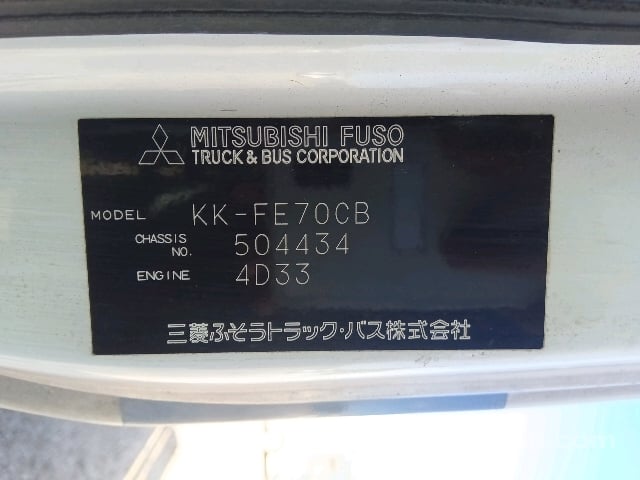 MITSUBISHI FUSO
TRUCK & BUS CORPORATION
MODEL KK-FE70CB
CHASSIS NO. 504434
ENGINE 4D33
三菱ふそうトラック・バス株式会社